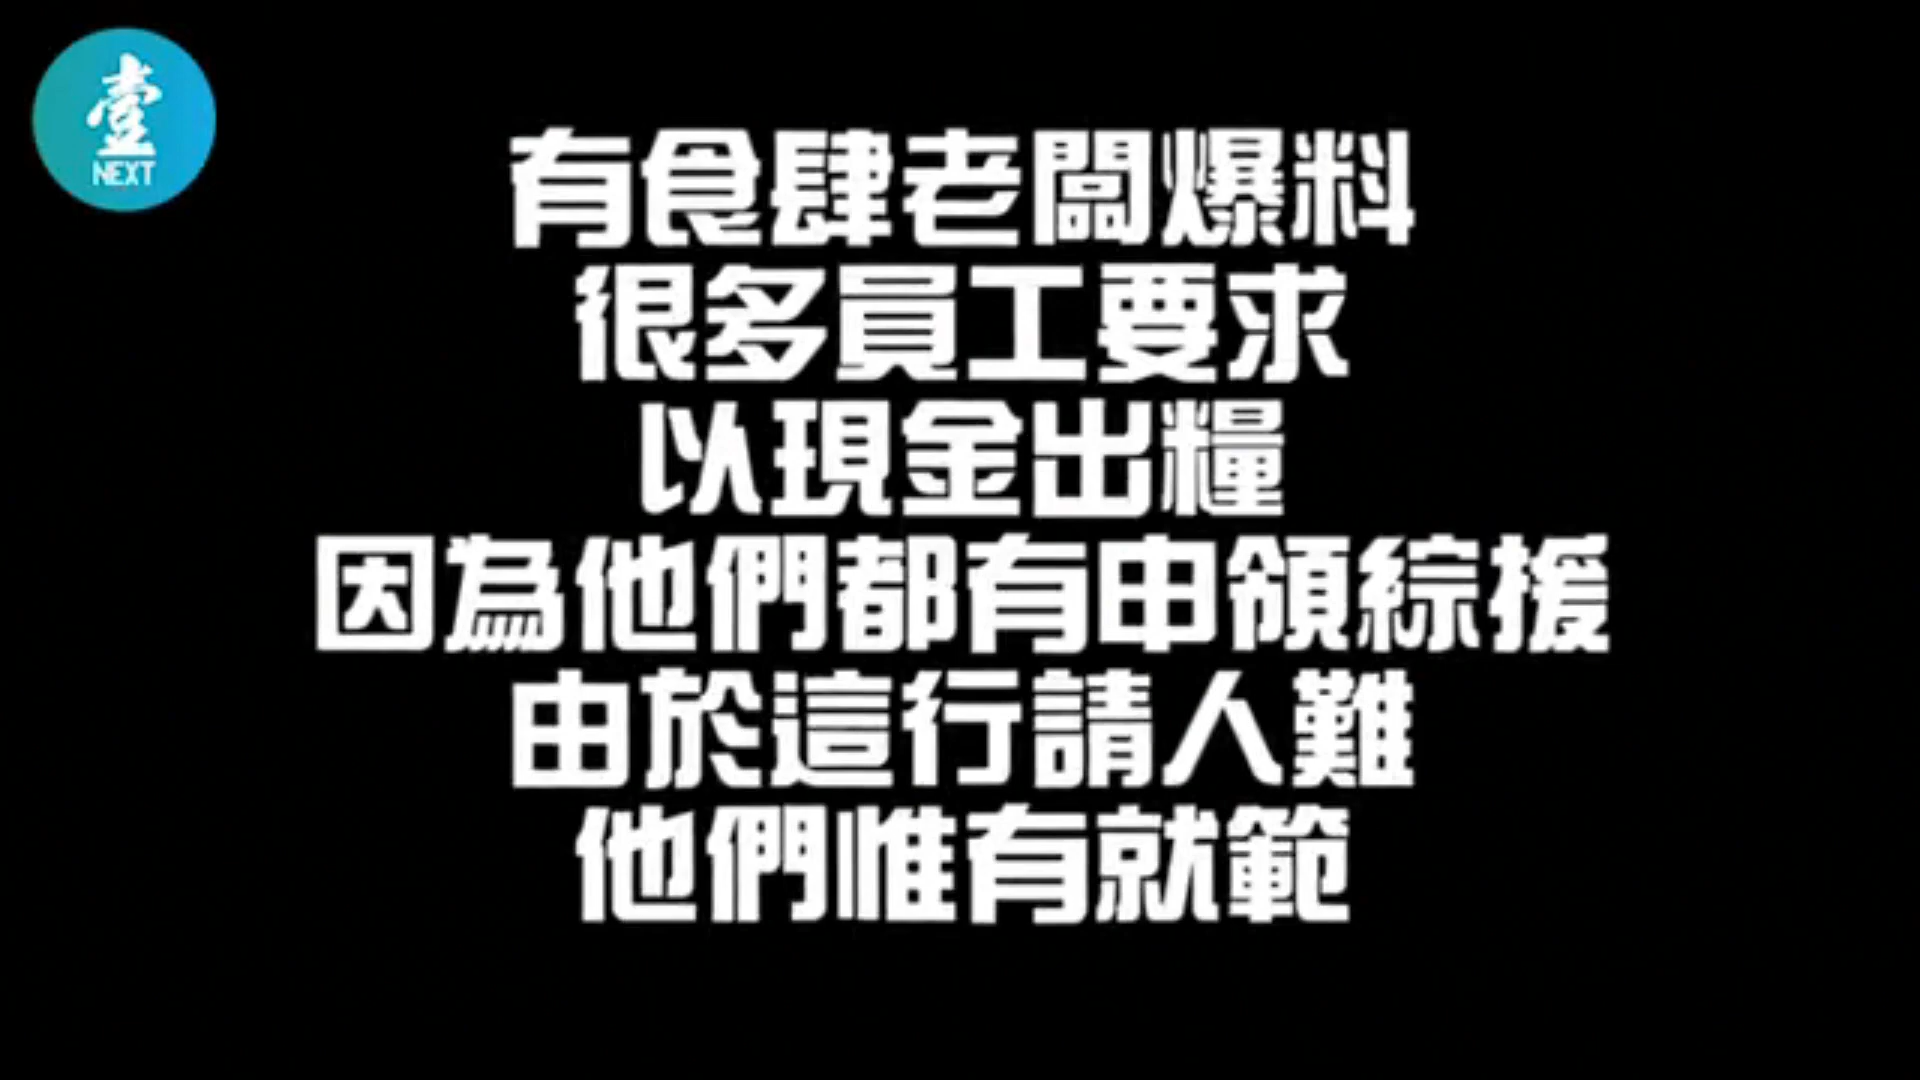 壹
NEXT
有食肆老闆爆料
很多員工要求
以現金出糧
因為他們都有申領綜援
由於這行請人難
他們惟有就範